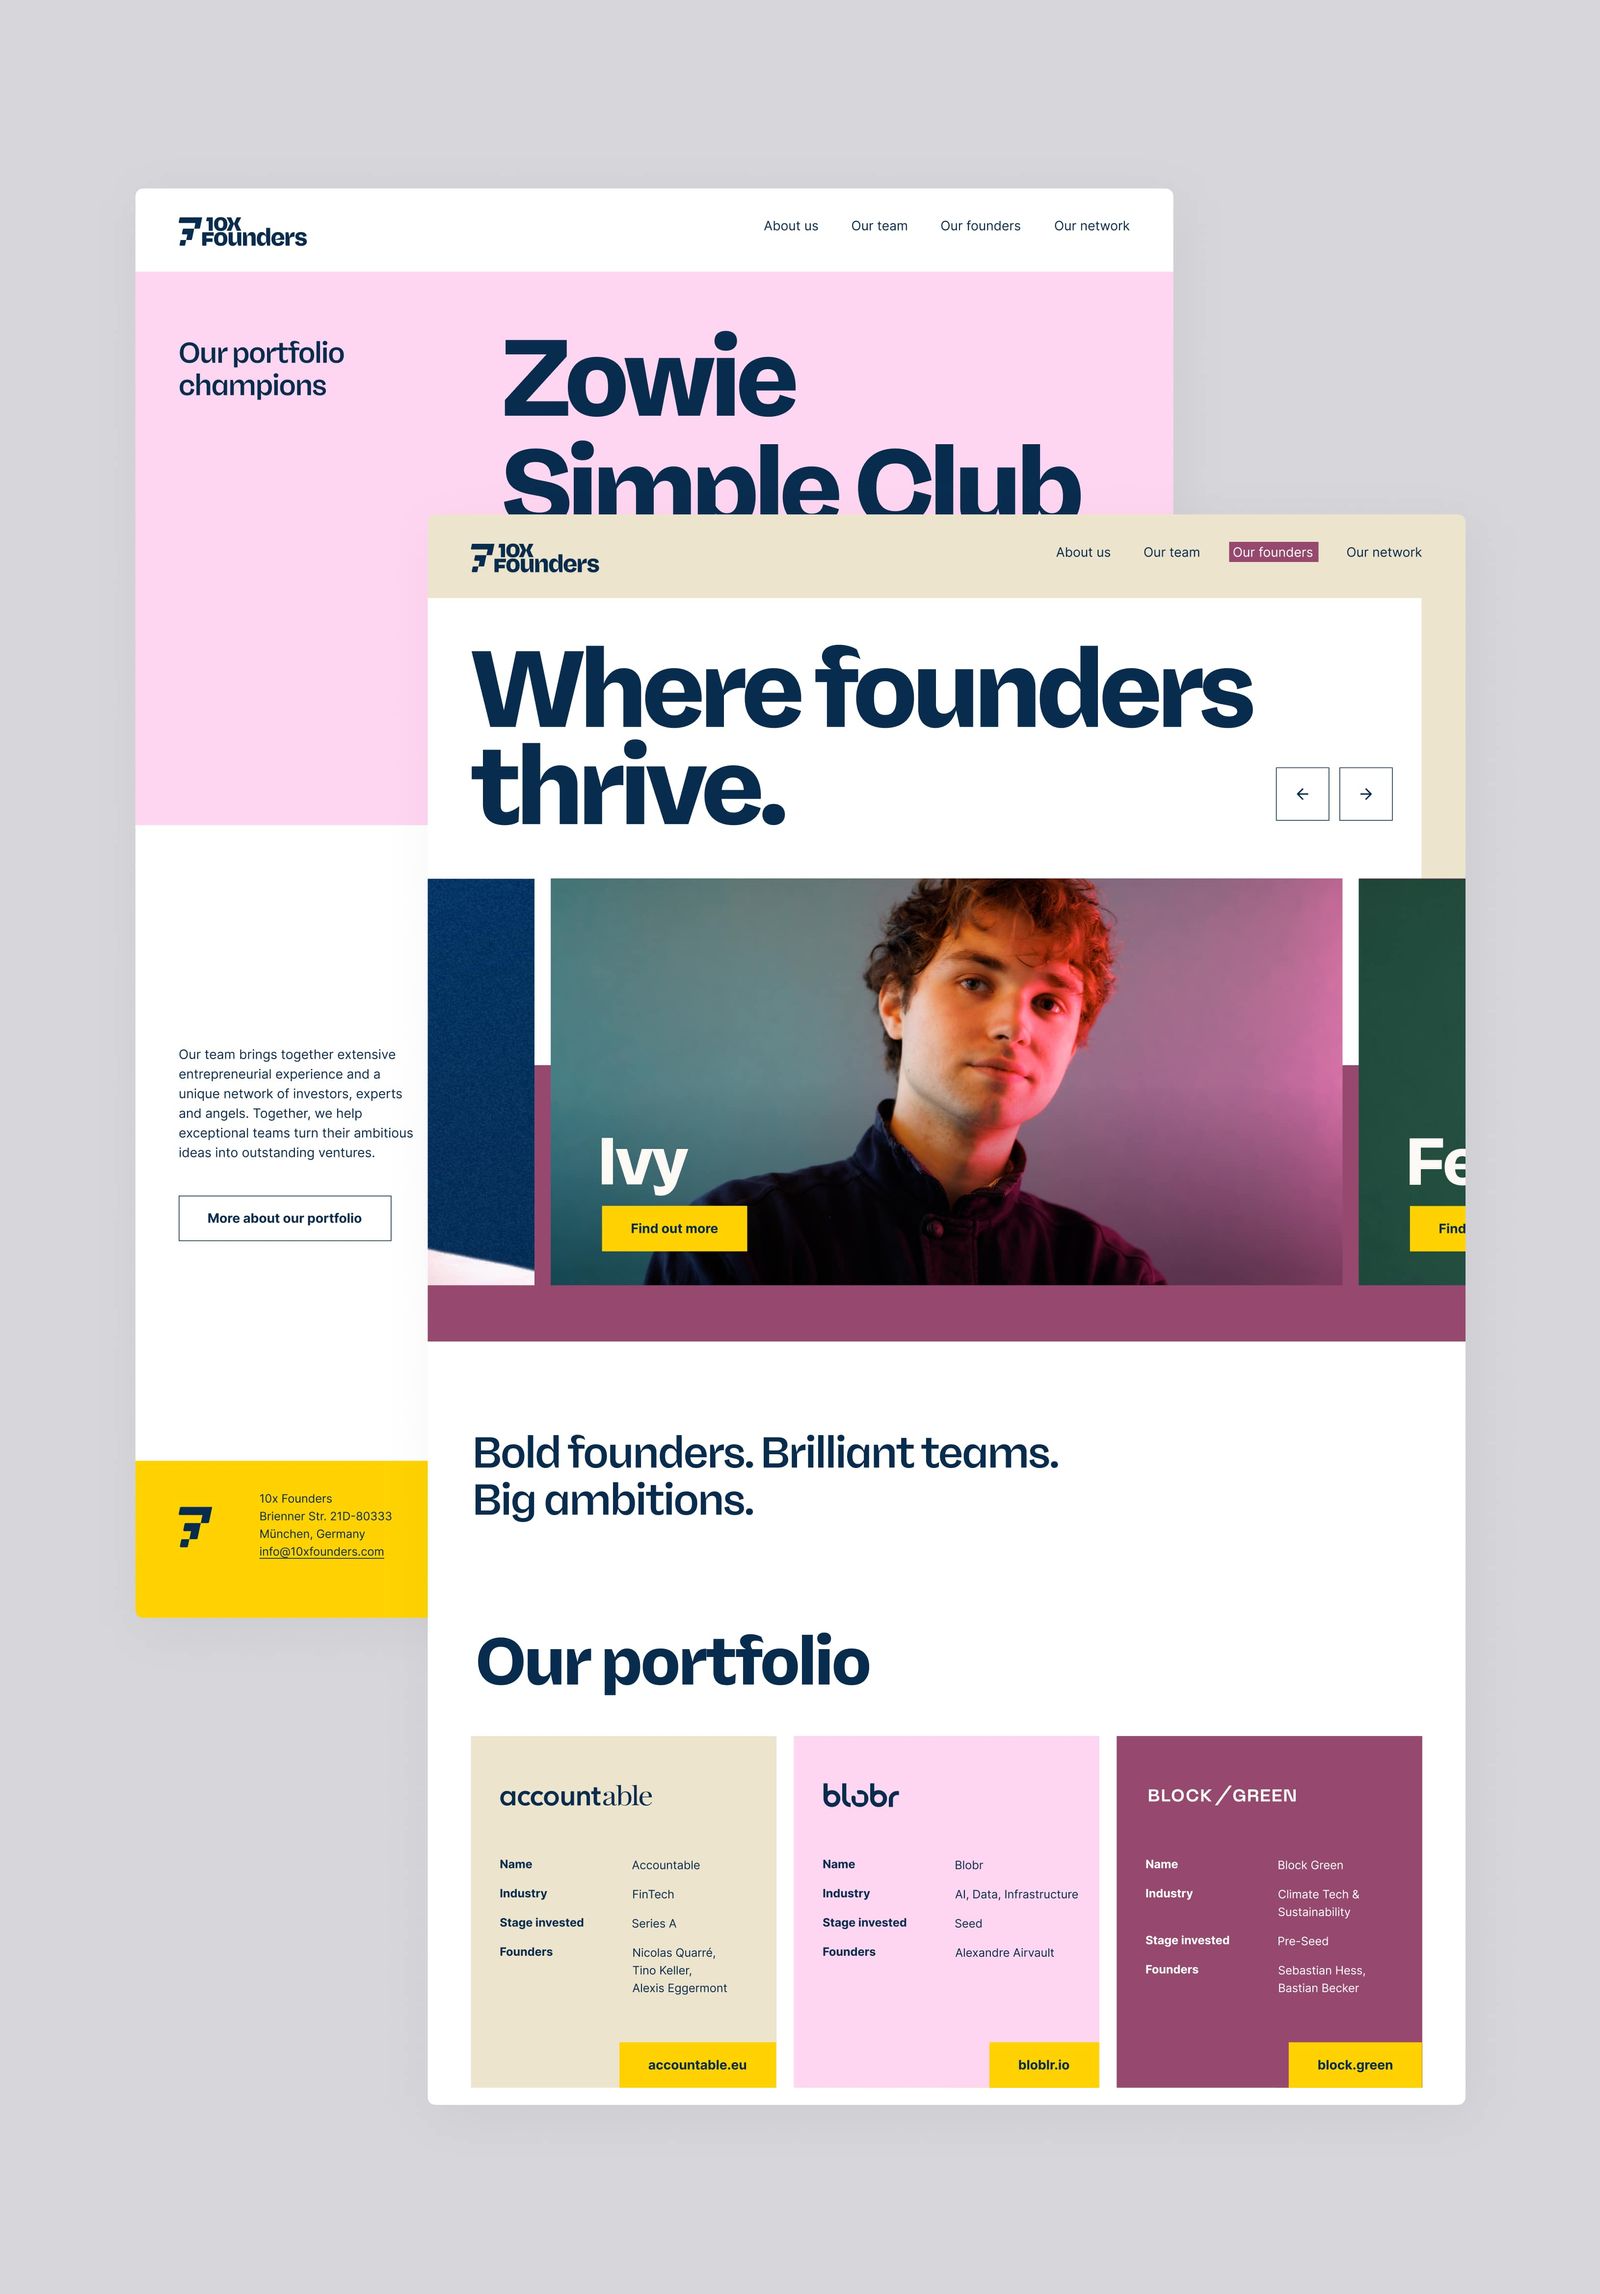 10X
Founders
About us
Our team
Our founders
Our network
Our portfolio
champions
Zowie
Simple Club
Our team brings together extensive
entrepreneurial experience and a
unique network of investors, experts
and angels. Together, we help
exceptional teams turn their ambitious
ideas into outstanding ventures.
More about our portfolio
10x Founders
Brienner Str. 21D-80333
München, Germany
info@10xfounders.com
10X
Founders
About us
Our team
Our founders
Our network
Where founders
thrive.
Ivy
Find out more
Fe
Find
Bold founders. Brilliant teams.
Big ambitions.
Our portfolio
accountable
Name Accountable
Industry FinTech
Stage invested Series A
Founders Nicolas Quarré,
Tino Keller,
Alexis Eggermont
accountable.eu
blobr
Name Blobr
Industry AI, Data, Infrastructure
Stage invested Seed
Founders Alexandre Airvault
bloblr.io
BLOCK/GREEN
Name Block Green
Industry Climate Tech &
Sustainability
Stage invested Pre-Seed
Founders Sebastian Hess,
Bastian Becker
block.green